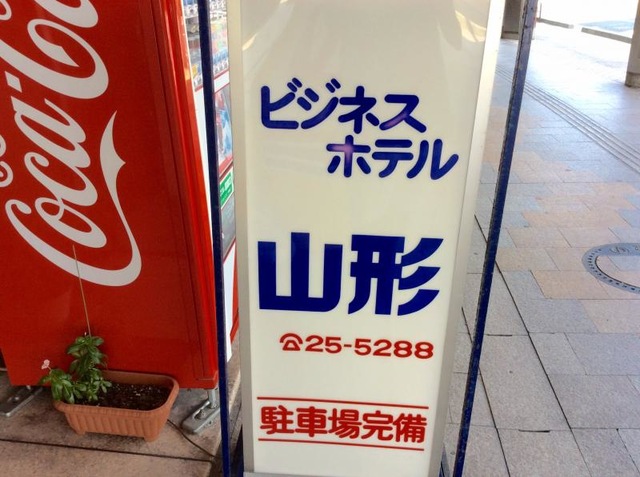 Coca-Cola
ビジネス
ホテル
山形
☎25-5288
駐車場完備